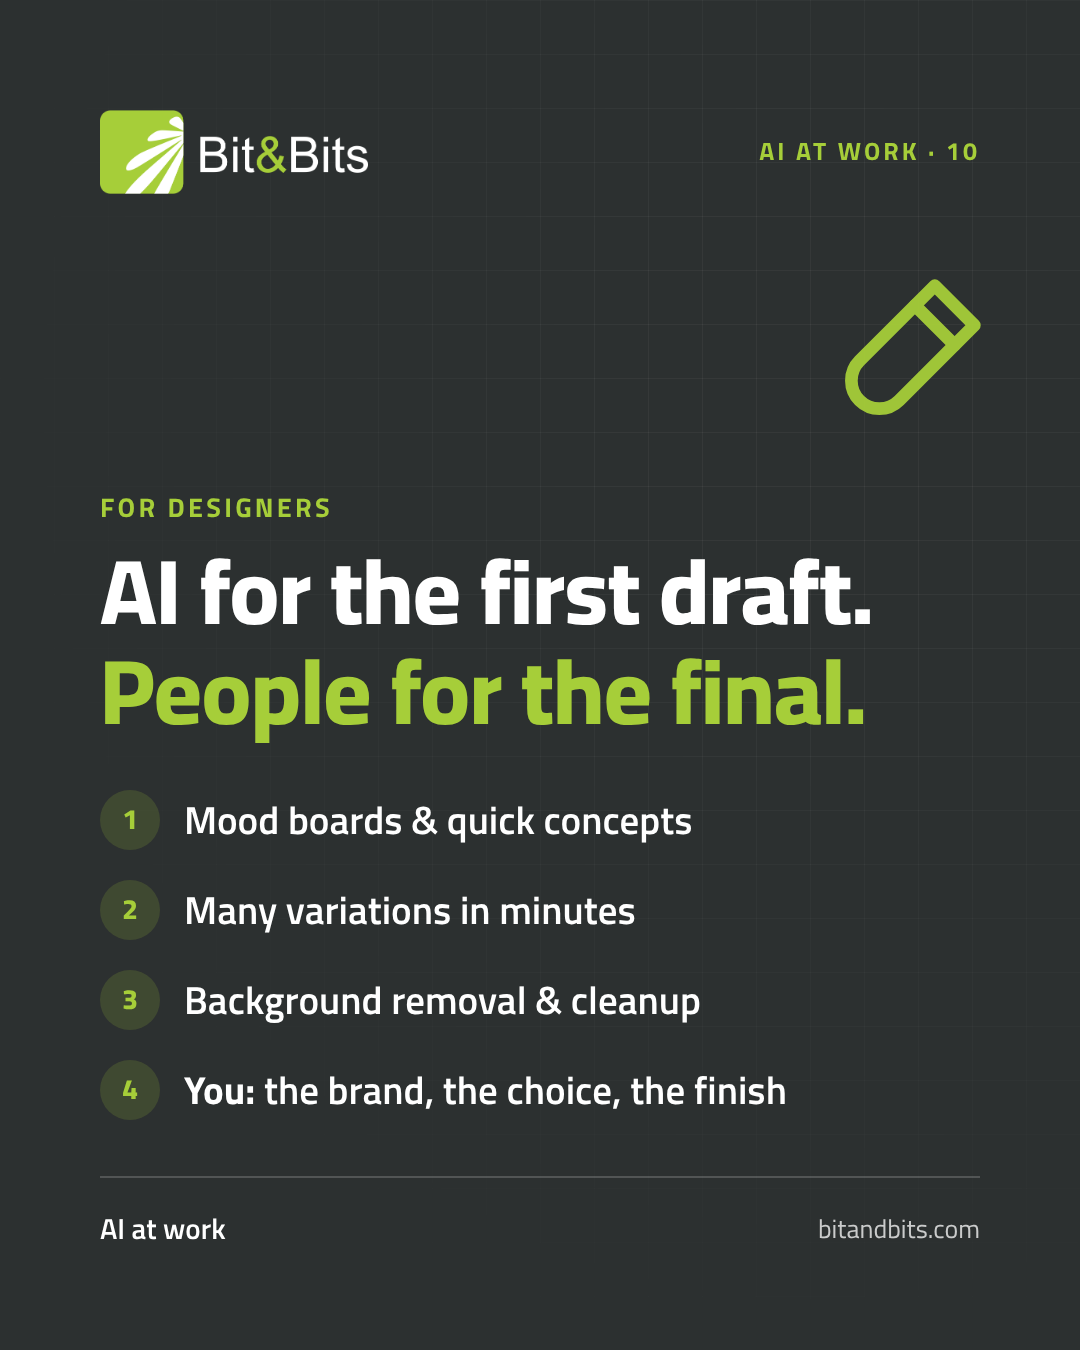 Bit&Bits
AI AT WORK · 10
FOR DESIGNERS
AI for the first draft.
People for the final.
1 Mood boards & quick concepts
2 Many variations in minutes
3 Background removal & cleanup
4 You: the brand, the choice, the finish
AI at work
bitandbits.com